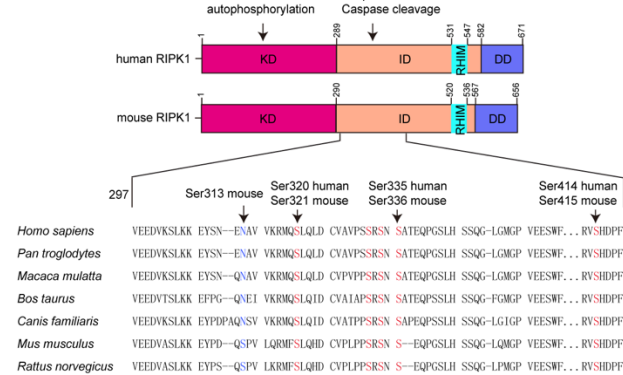 autophosphorylation
Caspase cleavage
1 289 531 547 582 671
human RIPK1 KD ID RHIM DD
1 290 520 536 567 656
mouse RIPK1 KD ID RHIM DD
297
Ser313 mouse
Ser320 human
Ser321 mouse
Ser335 human
Ser336 mouse
Ser414 human
Ser415 mouse
Homo sapiens VEEDVKSLKK EYSN--ENAV VKRMQSLQLD CVAVPSSRSN SATEQPGSLH SSQG-LGMGP VEESWF...RVSHDPF
Pan troglodytes VEEDVKSLKK EYSN--ENAV VKRMQSLQLD CVAVPSSRSN SATEQPGSLH SSQG-LGMGP VEESWF...RVSHDPF
Macaca mulatta VEEDVKSLKK EYSN--QNAV VKRMQSLQLD CVPVPPSRSN SATEQPGSLH SSQG-LGMGP VEESWF...RVSHDPF
Bos taurus VEEDVTSLKK EFPG--QNEI VKRMQSLQID CVAIAPSRSN SATEQPSSLH SSQG-FGMGP VEESWF...RVSHDPF
Canis familiaris VEEDVKSLKK EYPDPAQNSV VKRMQSLQID CVATPPSRSN SAPEQPSSLH SSQG-LGIGP VEESWF...RVSHDPF
Mus musculus VEEDVASLKK EYPD--QSPV LQRMFSLQHD CVPLPPSRSN S--EQPGSLH SSQG-LQMGP VEESWF...RVSHDPF
Rattus norvegicus VEEDVASLKK EYPS--QSPV LKRMFSLQHD CVPLPPSRSN S--EQPGSLH SSQG-LPMGP VEESWF...RVSHDPF